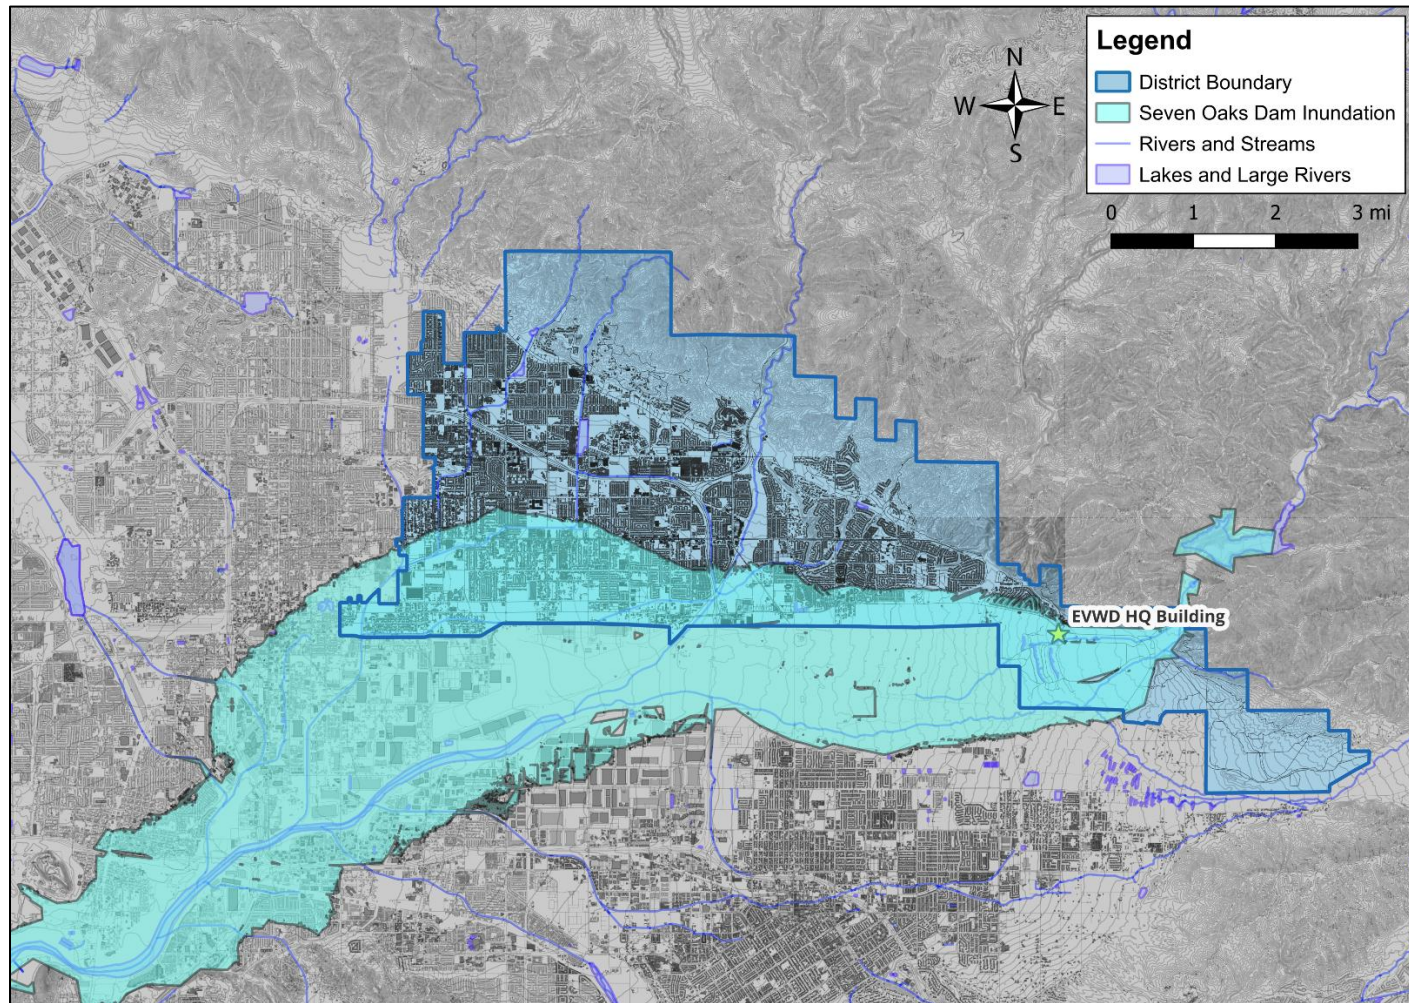 Legend
District Boundary
Seven Oaks Dam Inundation
Rivers and Streams
Lakes and Large Rivers
N
W E
S
0 1 2 3 mi
EVWD HQ Building